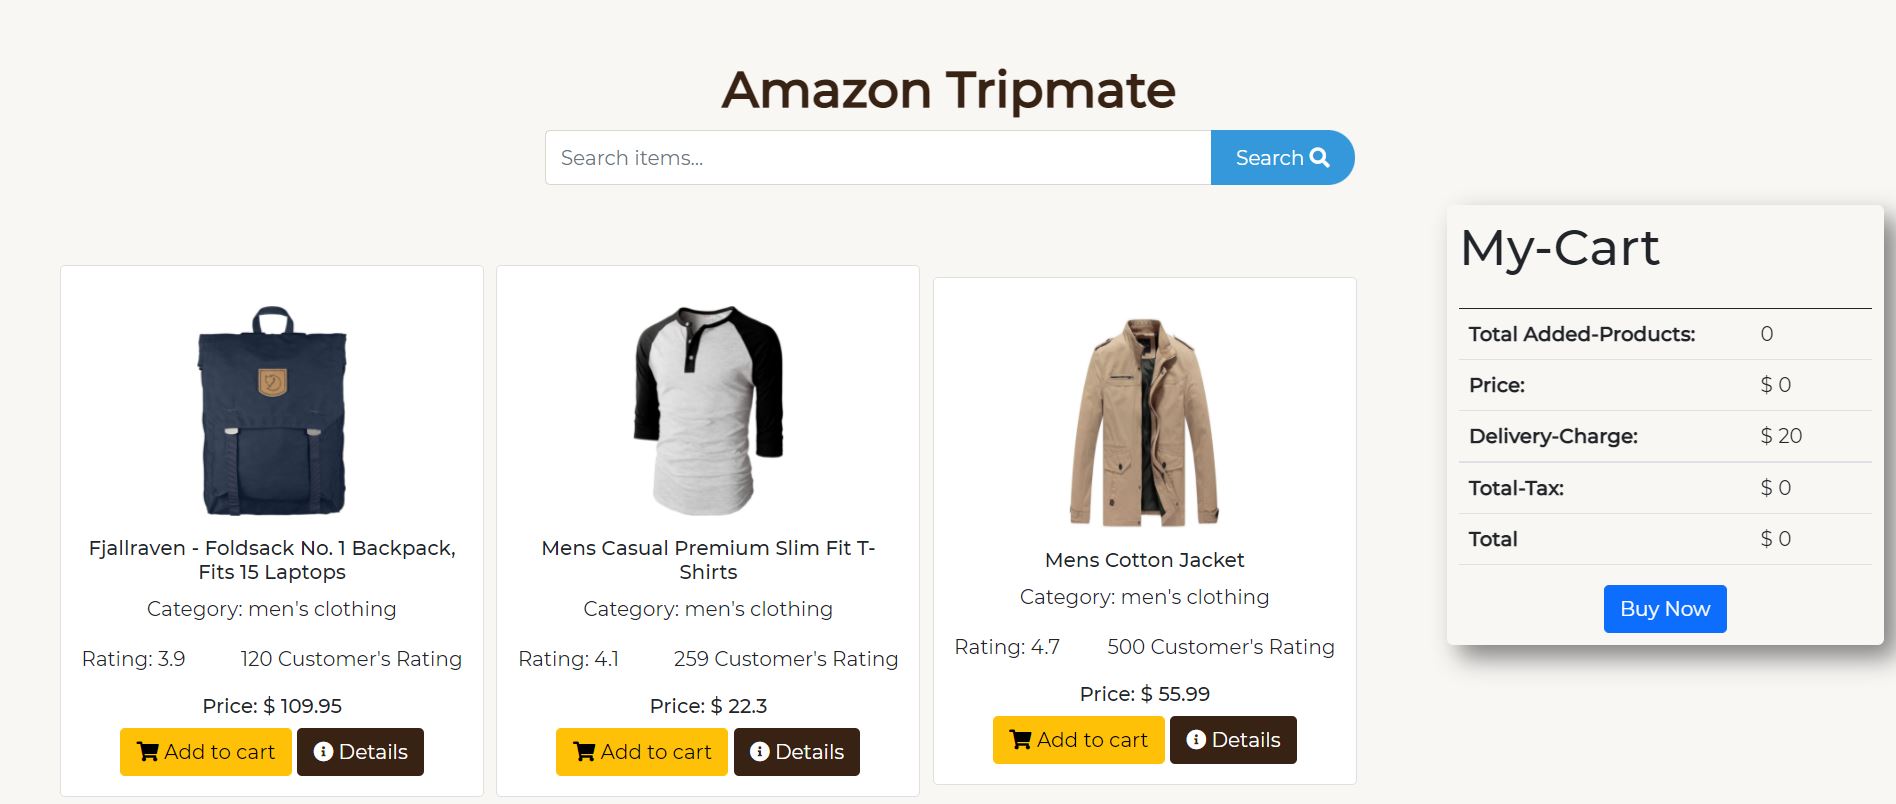 Amazon Tripmate
Search items...
Search
Fjallraven - Foldsack No. 1 Backpack,
Fits 15 Laptops
Category: men's clothing
Rating: 3.9 120 Customer's Rating
Price: $ 109.95
Add to cart Details
Mens Casual Premium Slim Fit T-
Shirts
Category: men's clothing
Rating: 4.1 259 Customer's Rating
Price: $ 22.3
Add to cart Details
Mens Cotton Jacket
Category: men's clothing
Rating: 4.7 500 Customer's Rating
Price: $ 55.99
Add to cart Details
My-Cart
Total Added-Products: 0
Price: $ 0
Delivery-Charge: $ 20
Total-Tax: $ 0
Total $ 0
Buy Now